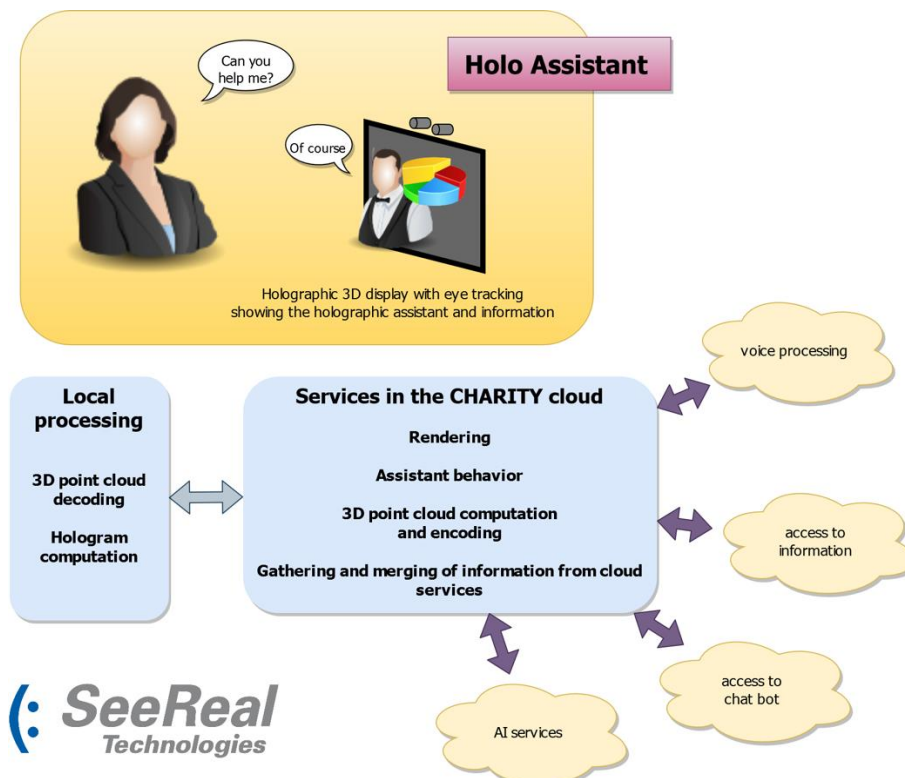 Holo Assistant
Can you
help me?
Of course
Holographic 3D display with eye tracking
showing the holographic assistant and information
Local
processing
3D point cloud
decoding
Hologram
computation
Services in the CHARITY cloud
Rendering
Assistant behavior
3D point cloud computation
and encoding
Gathering and merging of information from cloud
services
voice processing
access to
information
access to
chat bot
AI services
SeeReal
Technologies